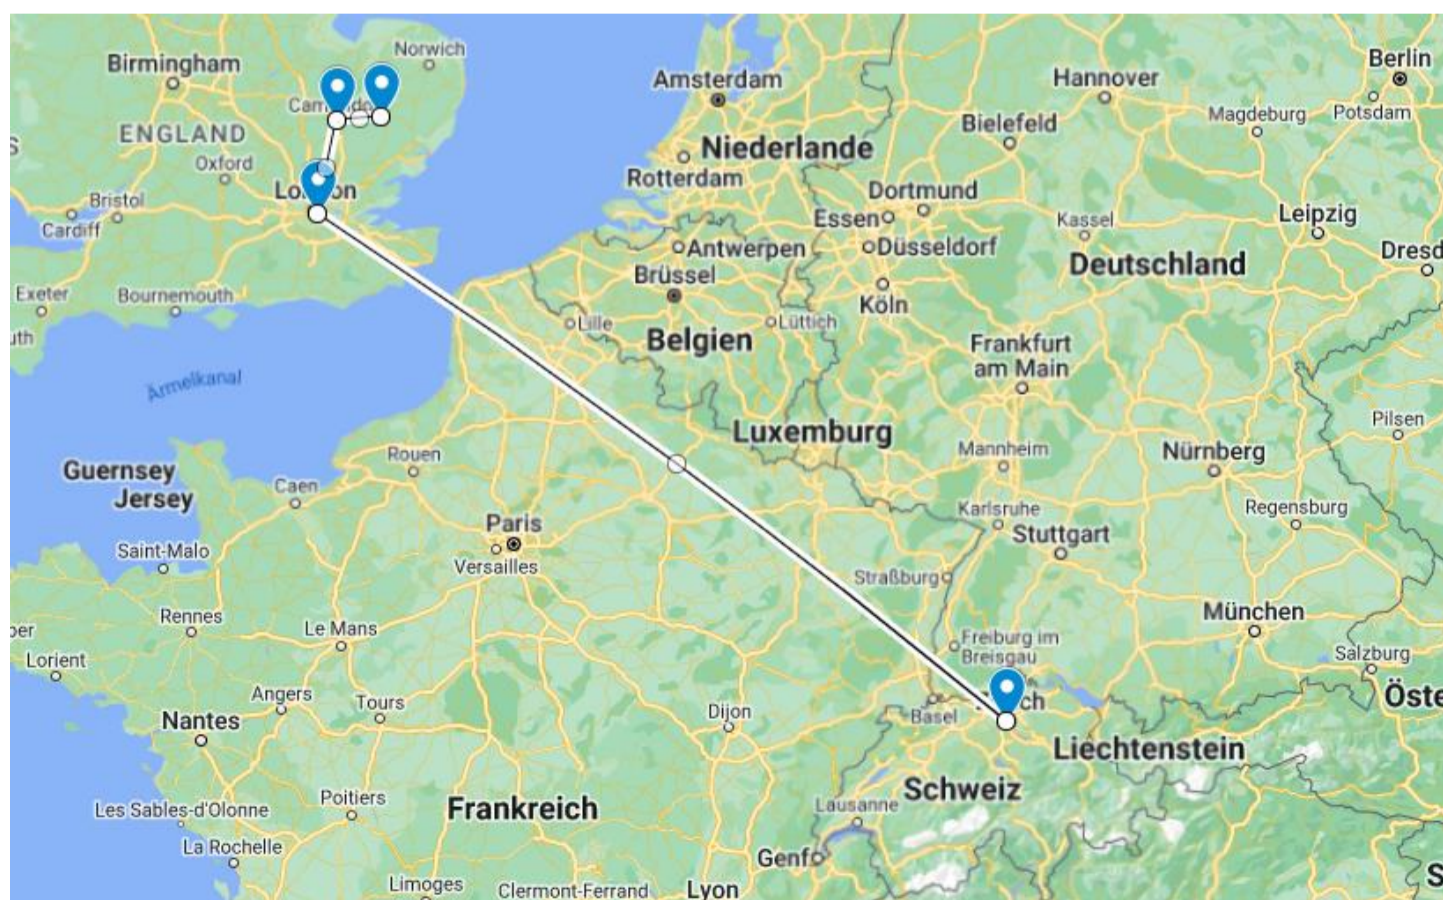 Norwich
Birmingham
Berlin
Amsterdam
Hannover
Potsdam
Magdeburg
ENGLAND
Bielefeld
Niederlande
Oxford
Rotterdam
Dortmund
Bristol
Essen
Kassel
Leipzig
Cardiff
Antwerpen
Düsseldorf
Dresd
Brüssel
Deutschland
Exeter
Bournemouth
Köln
uth
Lille
Lüttich
Belgien
Frankfurt
am Main
Ärmelkanal
Pilsen
Luxemburg
Rouen
Mannheim
Nürnberg
Guernsey
Jersey
Caen
Karlsruhe
Regensburg
Paris
Stuttgart
Saint-Malo
Versailles
Straßburg
Rennes
München
per
Le Mans
Freiburg im
Breisgau
Lorient
Salzburg
Angers
Tours
Öste
Nantes
Dijon
Basel
Liechtenstein
Schweiz
Poitiers
Les Sables-d'Olonne
Frankreich
Lausanne
La Rochelle
Genf
Limoges
Clermont-Ferrand
Lyon
S